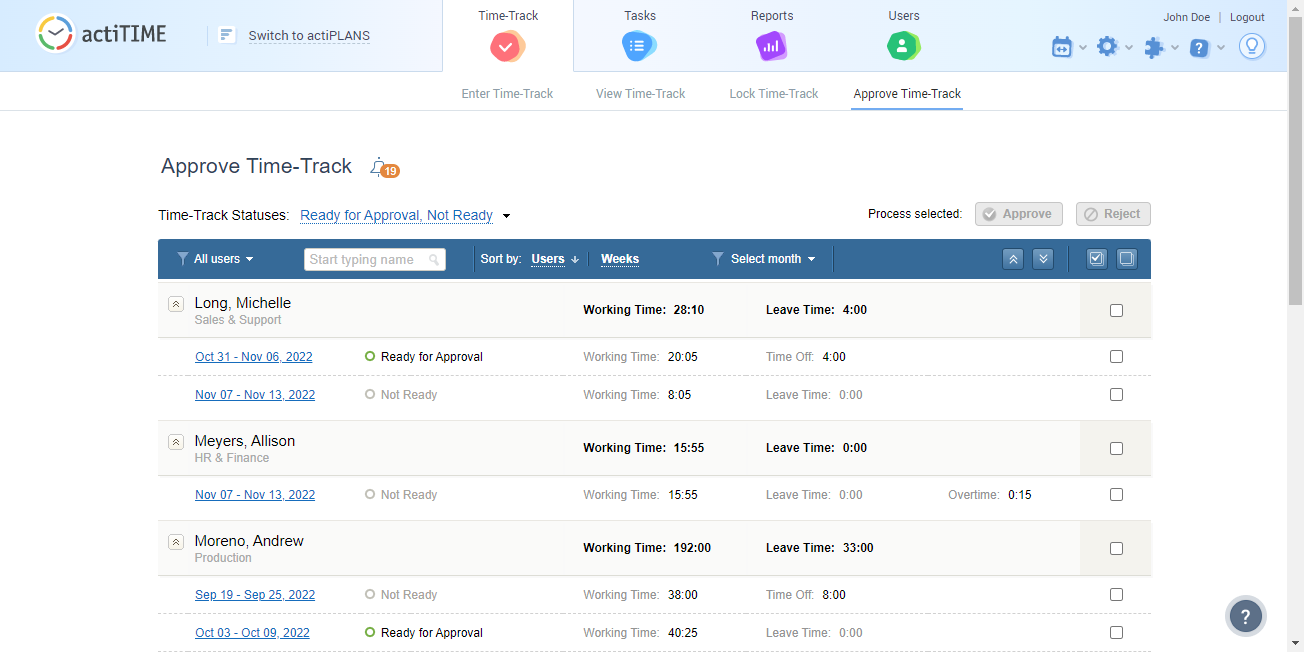 actiTIME
Switch to actiPLANS
Time-Track
Tasks
Reports
Users
John Doe | Logout
Enter Time-Track
View Time-Track
Lock Time-Track
Approve Time-Track
Approve Time-Track
19
Time-Track Statuses: Ready for Approval, Not Ready
Process selected: Approve Reject
All users Start typing name Sort by: Users ↓ Weeks Select month
Long, Michelle
Sales & Support
Working Time: 28:10 Leave Time: 4:00
Oct 31 - Nov 06, 2022 Ready for Approval Working Time: 20:05 Time Off: 4:00
Nov 07 - Nov 13, 2022 Not Ready Working Time: 8:05 Leave Time: 0:00
Meyers, Allison
HR & Finance
Working Time: 15:55 Leave Time: 0:00
Nov 07 - Nov 13, 2022 Not Ready Working Time: 15:55 Leave Time: 0:00 Overtime: 0:15
Moreno, Andrew
Production
Working Time: 192:00 Leave Time: 33:00
Sep 19 - Sep 25, 2022 Not Ready Working Time: 38:00 Time Off: 8:00
Oct 03 - Oct 09, 2022 Ready for Approval Working Time: 40:25 Leave Time: 0:00
?